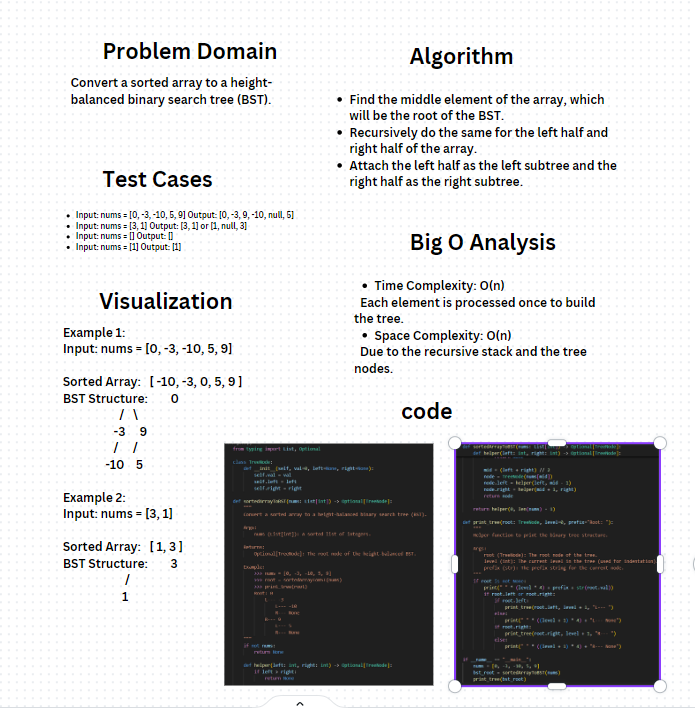 Problem Domain
Convert a sorted array to a height-
balanced binary search tree (BST).
Test Cases
• Input: nums = [0, -3, -10, 5, 9] Output: [0, -3, 9, -10, null, 5]
• Input: nums = [3, 1] Output: [3, 1] or [1, null, 3]
• Input: nums = [] Output: []
• Input: nums = [1] Output: [1]
Visualization
Example 1:
Input: nums = [0, -3, -10, 5, 9]
Sorted Array: [ -10, -3, 0, 5, 9 ]
BST Structure: 0
/ \
-3 9
/ /
-10 5
Example 2:
Input: nums = [3, 1]
Sorted Array: [ 1, 3 ]
BST Structure: 3
/
1
Algorithm
• Find the middle element of the array, which
will be the root of the BST.
• Recursively do the same for the left half and
right half of the array.
• Attach the left half as the left subtree and the
right half as the right subtree.
Big O Analysis
• Time Complexity: O(n)
Each element is processed once to build
the tree.
• Space Complexity: O(n)
Due to the recursive stack and the tree
nodes.
code
from typing import List, Optional
class TreeNode:
def __init__(self, val=0, left=None, right=None):
self.val = val
self.left = left
self.right = right
def sortedArrayToBST(nums: List[int]) -> Optional[TreeNode]:
"""
Convert a sorted array to a height-balanced binary search tree (BST).
Args:
nums (List[int]): A sorted list of integers.
Returns:
Optional[TreeNode]: The root node of the height-balanced BST.
Example:
>>> nums = [0, -3, -10, 5, 9]
>>> root = sortedArrayToBST(nums)
>>> print_tree(root)
Root: 0
"""
if not nums:
return None
def helper(left: int, right: int) -> Optional[TreeNode]:
if left > right:
return None
def sortedArrayToBST(nums: List[int]) -> Optional[TreeNode]:
def helper(left: int, right: int) -> Optional[TreeNode]:
mid = (left + right) // 2
node = TreeNode(nums[mid])
node.left = helper(left, mid - 1)
node.right = helper(mid + 1, right)
return node
return helper(0, len(nums) - 1)
def print_tree(root: TreeNode, level=0, prefix="Root: "):
"""
Helper function to print the binary tree structure.
Args:
root (TreeNode): The root node of the tree.
level (int): The current level in the tree (used for indentation)
prefix (str): The prefix string for the current node.
"""
if root is not None:
print(" " * (level * 4) + prefix + str(root.val))
if root.left or root.right:
if root.left:
print_tree(root.left, level + 1, "L--- ")
else:
print(" " * ((level + 1) * 4) + "L--- None")
if root.right:
print_tree(root.right, level + 1, "R--- ")
else:
print(" " * ((level + 1) * 4) + "R--- None")
if __name__ == "__main__":
nums = [0, -3, -10, 5, 9]
bst_root = sortedArrayToBST(nums)
print_tree(bst_root)